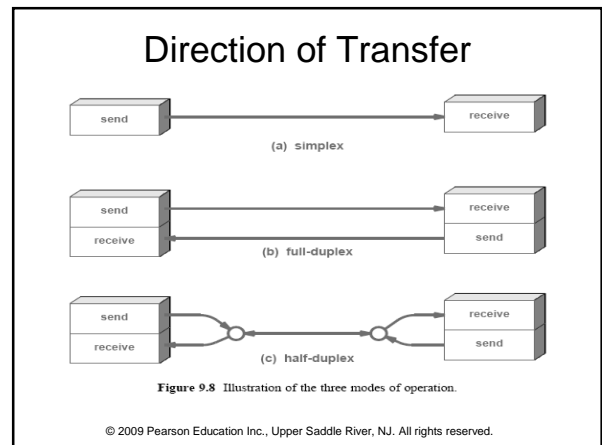 Direction of Transfer
send receive
(a) simplex
send receive
receive send
(b) full-duplex
send receive
receive send
(c) half-duplex
Figure 9.8 Illustration of the three modes of operation.
© 2009 Pearson Education Inc., Upper Saddle River, NJ. All rights reserved.